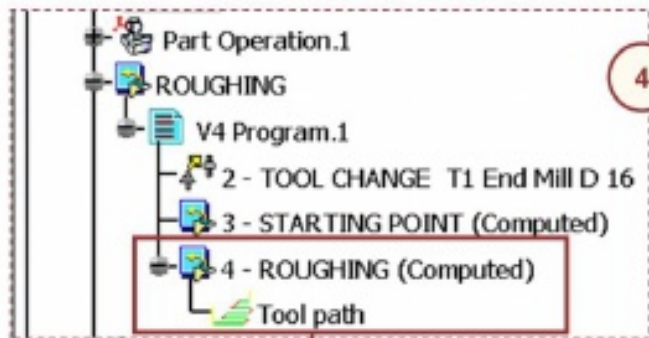 Part Operation.1
ROUGHING
4
V4 Program.1
2 - TOOL CHANGE T1 End Mill D 16
3 - STARTING POINT (Computed)
4 - ROUGHING (Computed)
Tool path